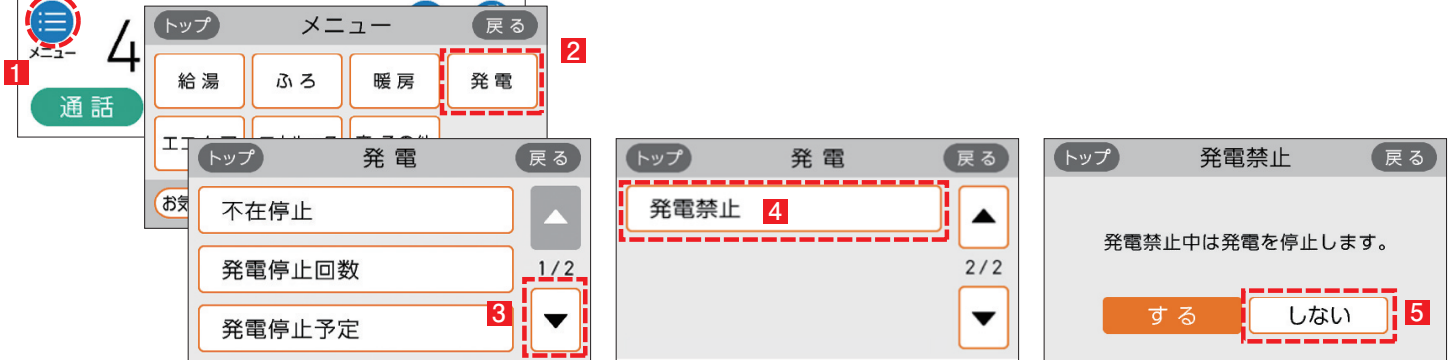 メニュー
4
1
通話
トップ
メニュー
戻る
2
給湯
ふろ
暖房
発電
お気
トップ
発電
戻る
不在停止
発電停止回数
1/2
発電停止予定
3
トップ
発電
戻る
発電禁止
4
2/2
トップ
発電禁止
戻る
発電禁止中は発電を停止します。
する
しない
5